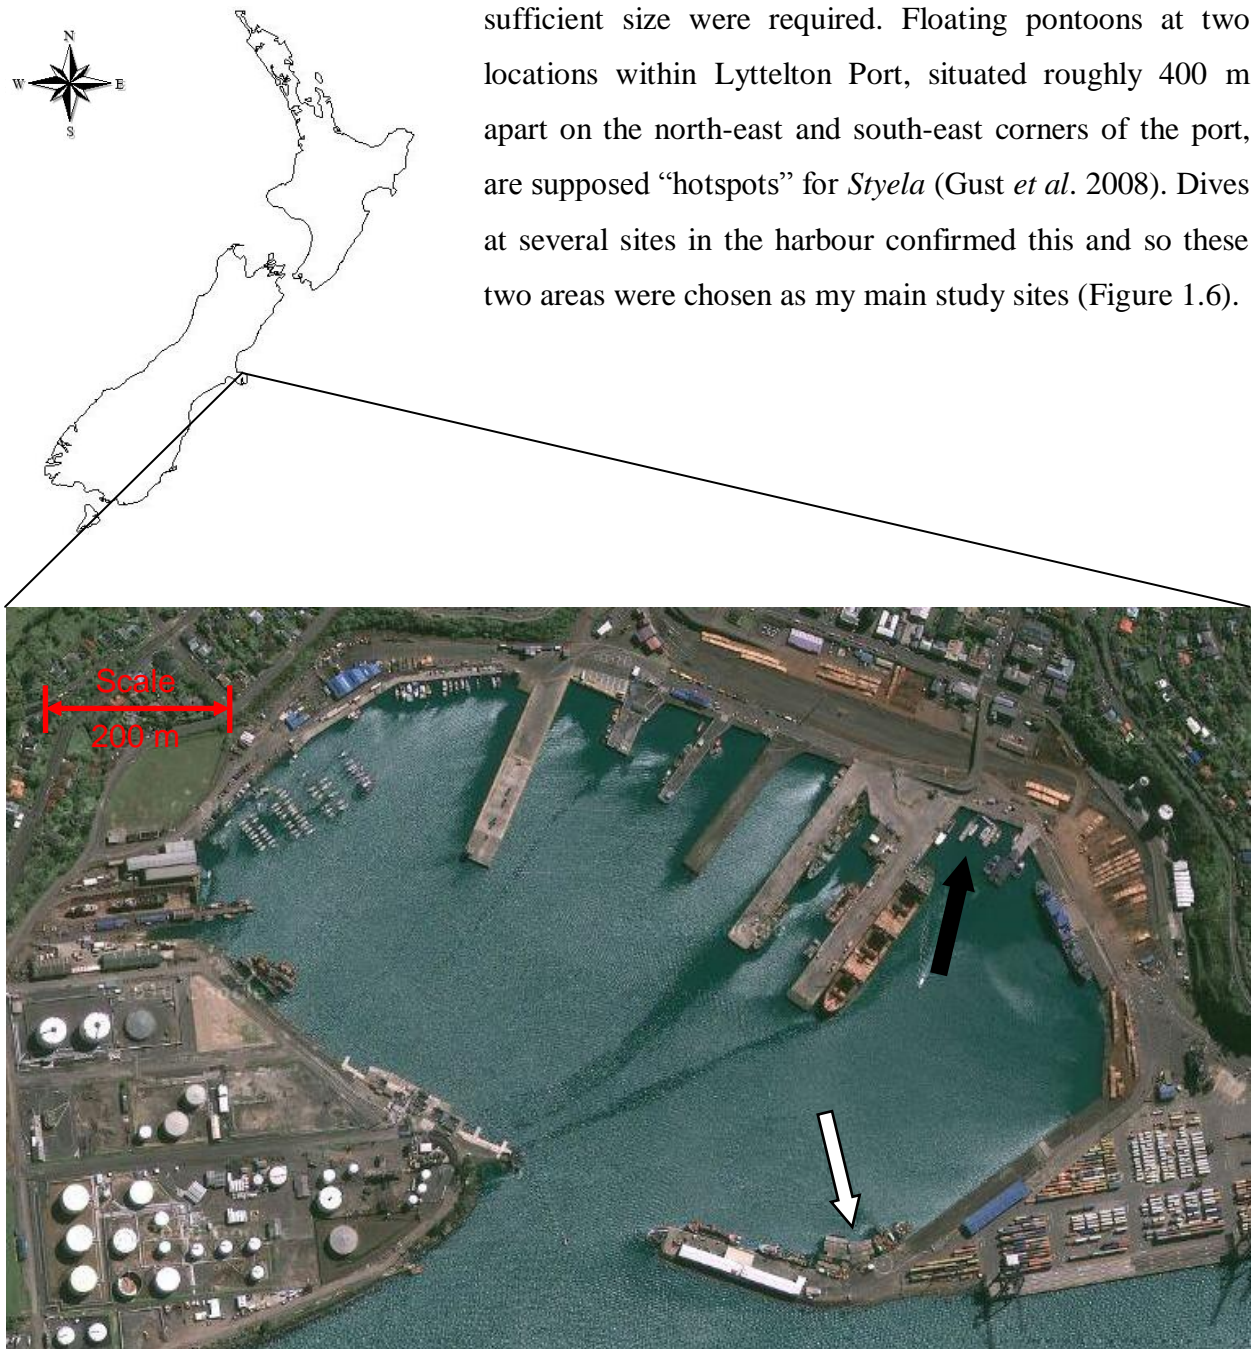 N
W E
S
sufficient size were required. Floating pontoons at two
locations within Lyttelton Port, situated roughly 400 m
apart on the north-east and south-east corners of the port,
are supposed “hotspots” for Styela (Gust et al. 2008). Dives
at several sites in the harbour confirmed this and so these
two areas were chosen as my main study sites (Figure 1.6).
Scale
200 m